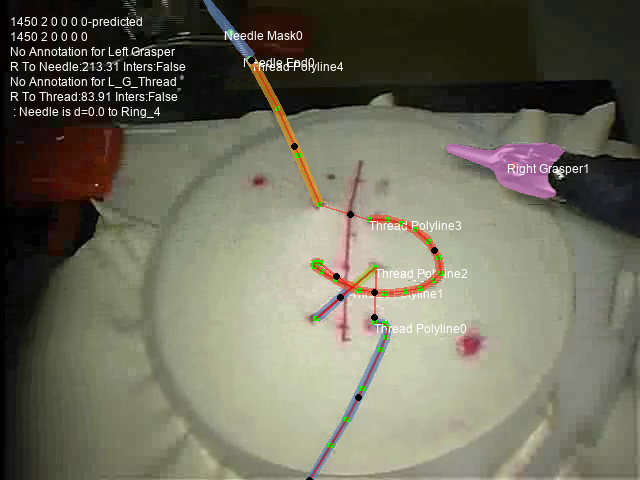 1450 2 0 0 0 0-predicted
1450 2 0 0 0 0
No Annotation for Left Grasper
R To Needle:213.31 Inters:False
No Annotation for L_G_Thread
R To Thread:83.91 Inters:False
: Needle is d=0.0 to Ring_4
Needle Mask0
Needle End0
Thread Polyline4
Right Grasper1
Thread Polyline3
Thread Polyline2
Thread Polyline1
Thread Polyline0